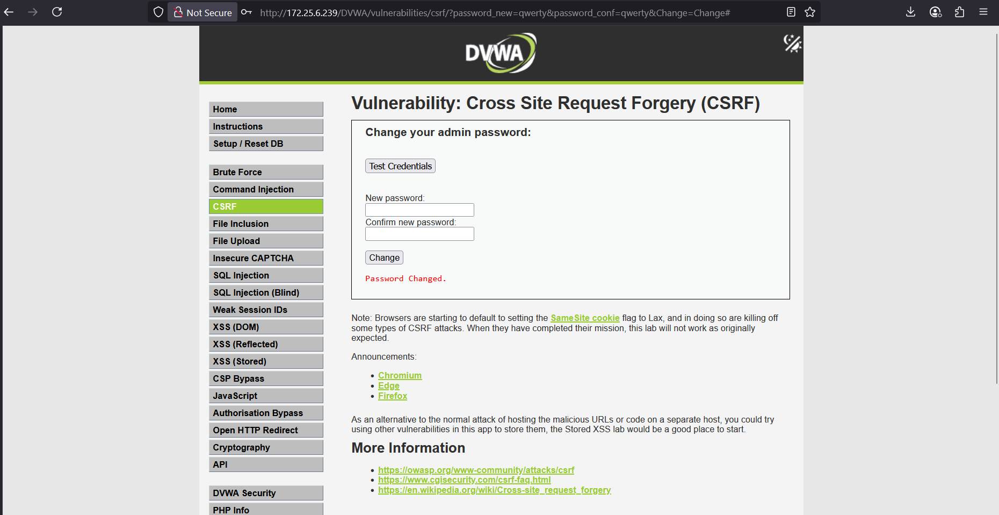 Not Secure http://172.25.6.239/DVWA/vulnerabilities/csrf/?password_new=qwerty&password_conf=qwerty&Change=Change#
DVWA
Home
Instructions
Setup / Reset DB
Brute Force
Command Injection
CSRF
File Inclusion
File Upload
Insecure CAPTCHA
SQL Injection
SQL Injection (Blind)
Weak Session IDs
XSS (DOM)
XSS (Reflected)
XSS (Stored)
CSP Bypass
JavaScript
Authorisation Bypass
Open HTTP Redirect
Cryptography
API
DVWA Security
PHP Info
Vulnerability: Cross Site Request Forgery (CSRF)
Change your admin password:
Test Credentials
New password:
Confirm new password:
Change
Password Changed.
Note: Browsers are starting to default to setting the SameSite cookie flag to Lax, and in doing so are killing off
some types of CSRF attacks. When they have completed their mission, this lab will not work as originally
expected.
Announcements:
• Chromium
• Edge
• Firefox
As an alternative to the normal attack of hosting the malicious URLs or code on a separate host, you could try
using other vulnerabilities in this app to store them, the Stored XSS lab would be a good place to start.
More Information
• https://owasp.org/www-community/attacks/csrf
• https://www.cgisecurity.com/csrf-faq.html
• https://en.wikipedia.org/wiki/Cross-site_request_forgery